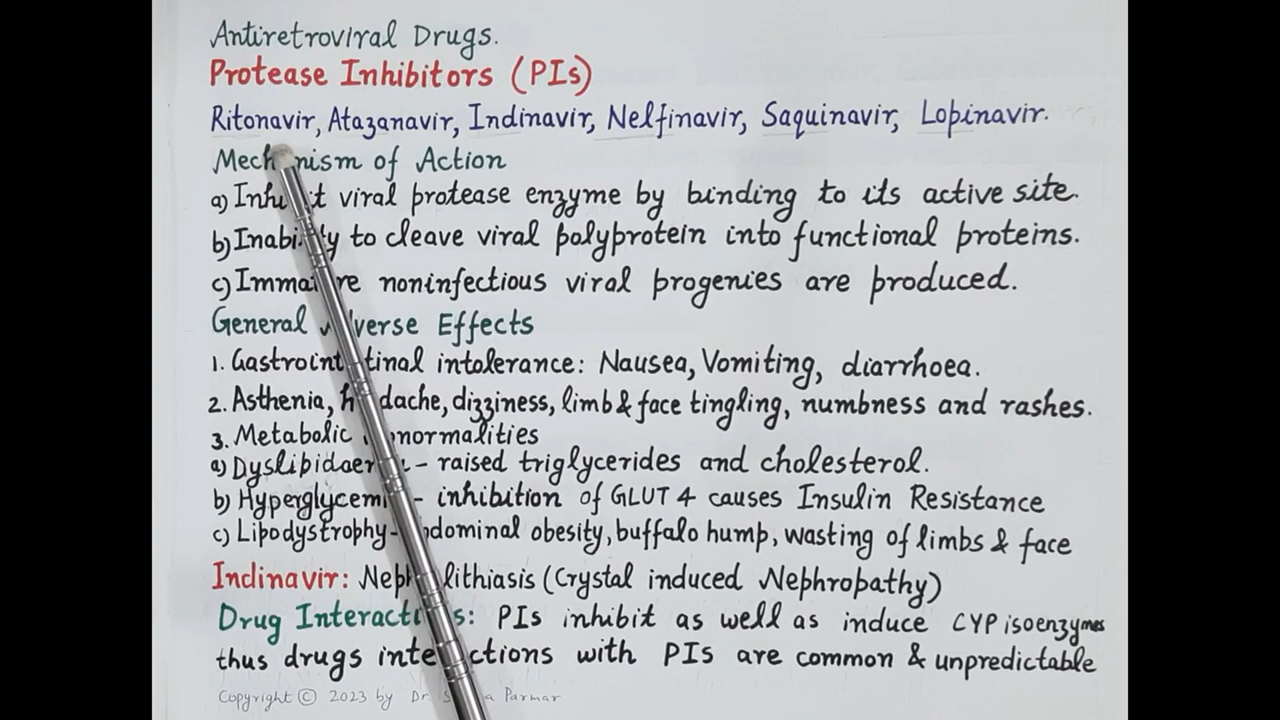 Antiretroviral Drugs.
Protease Inhibitors (PIs)
Ritonavir, Atazanavir, Indinavir, Nelfinavir, Saquinavir, Lopinavir.
Mechanism of Action
a) Inhibit viral protease enzyme by binding to its active site.
b) Inability to cleave viral polyprotein into functional proteins.
c) Immature noninfectious viral progenies are produced.
General Adverse Effects
1. Gastrointestinal intolerance: Nausea, Vomiting, diarrhoea.
2. Asthenia, headache, dizziness, limb & face tingling, numbness and rashes.
3. Metabolic abnormalities
a) Dyslipidaemia - raised triglycerides and cholesterol.
b) Hyperglycemia - inhibition of GLUT 4 causes Insulin Resistance
c) Lipodystrophy- abdominal obesity, buffalo hump, wasting of limbs & face
Indinavir: Nephrolithiasis (Crystal induced Nephropathy)
Drug Interactions: PIs inhibit as well as induce CYP isoenzymes
thus drugs interactions with PIs are common & unpredictable
Copyright © 2023 by Dr Parmar